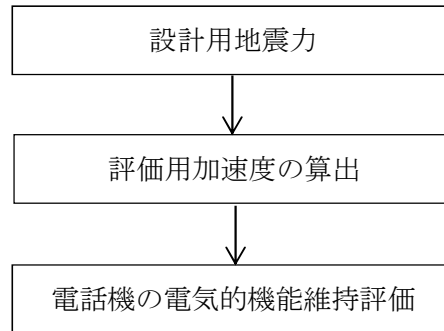 設計用地震力
評価用加速度の算出
電話機の電気的機能維持評価